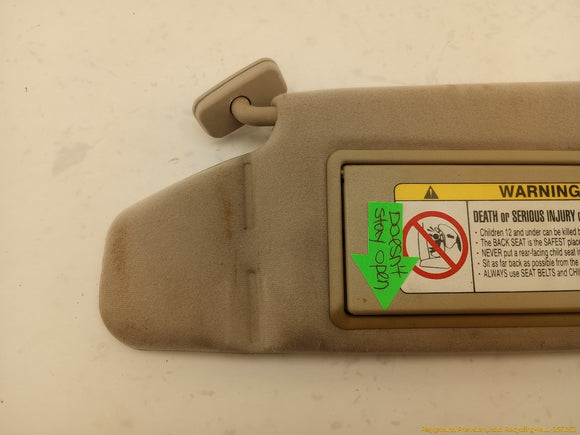 WARNING
DEATH or SERIOUS INJURY
• Children 12 and under can be killed
• The BACK SEAT is the SAFEST
• NEVER put a rear-facing child seat
• Sit as far back as possible from the
• ALWAYS use SEAT BELTS and
Doesn't
Stay open